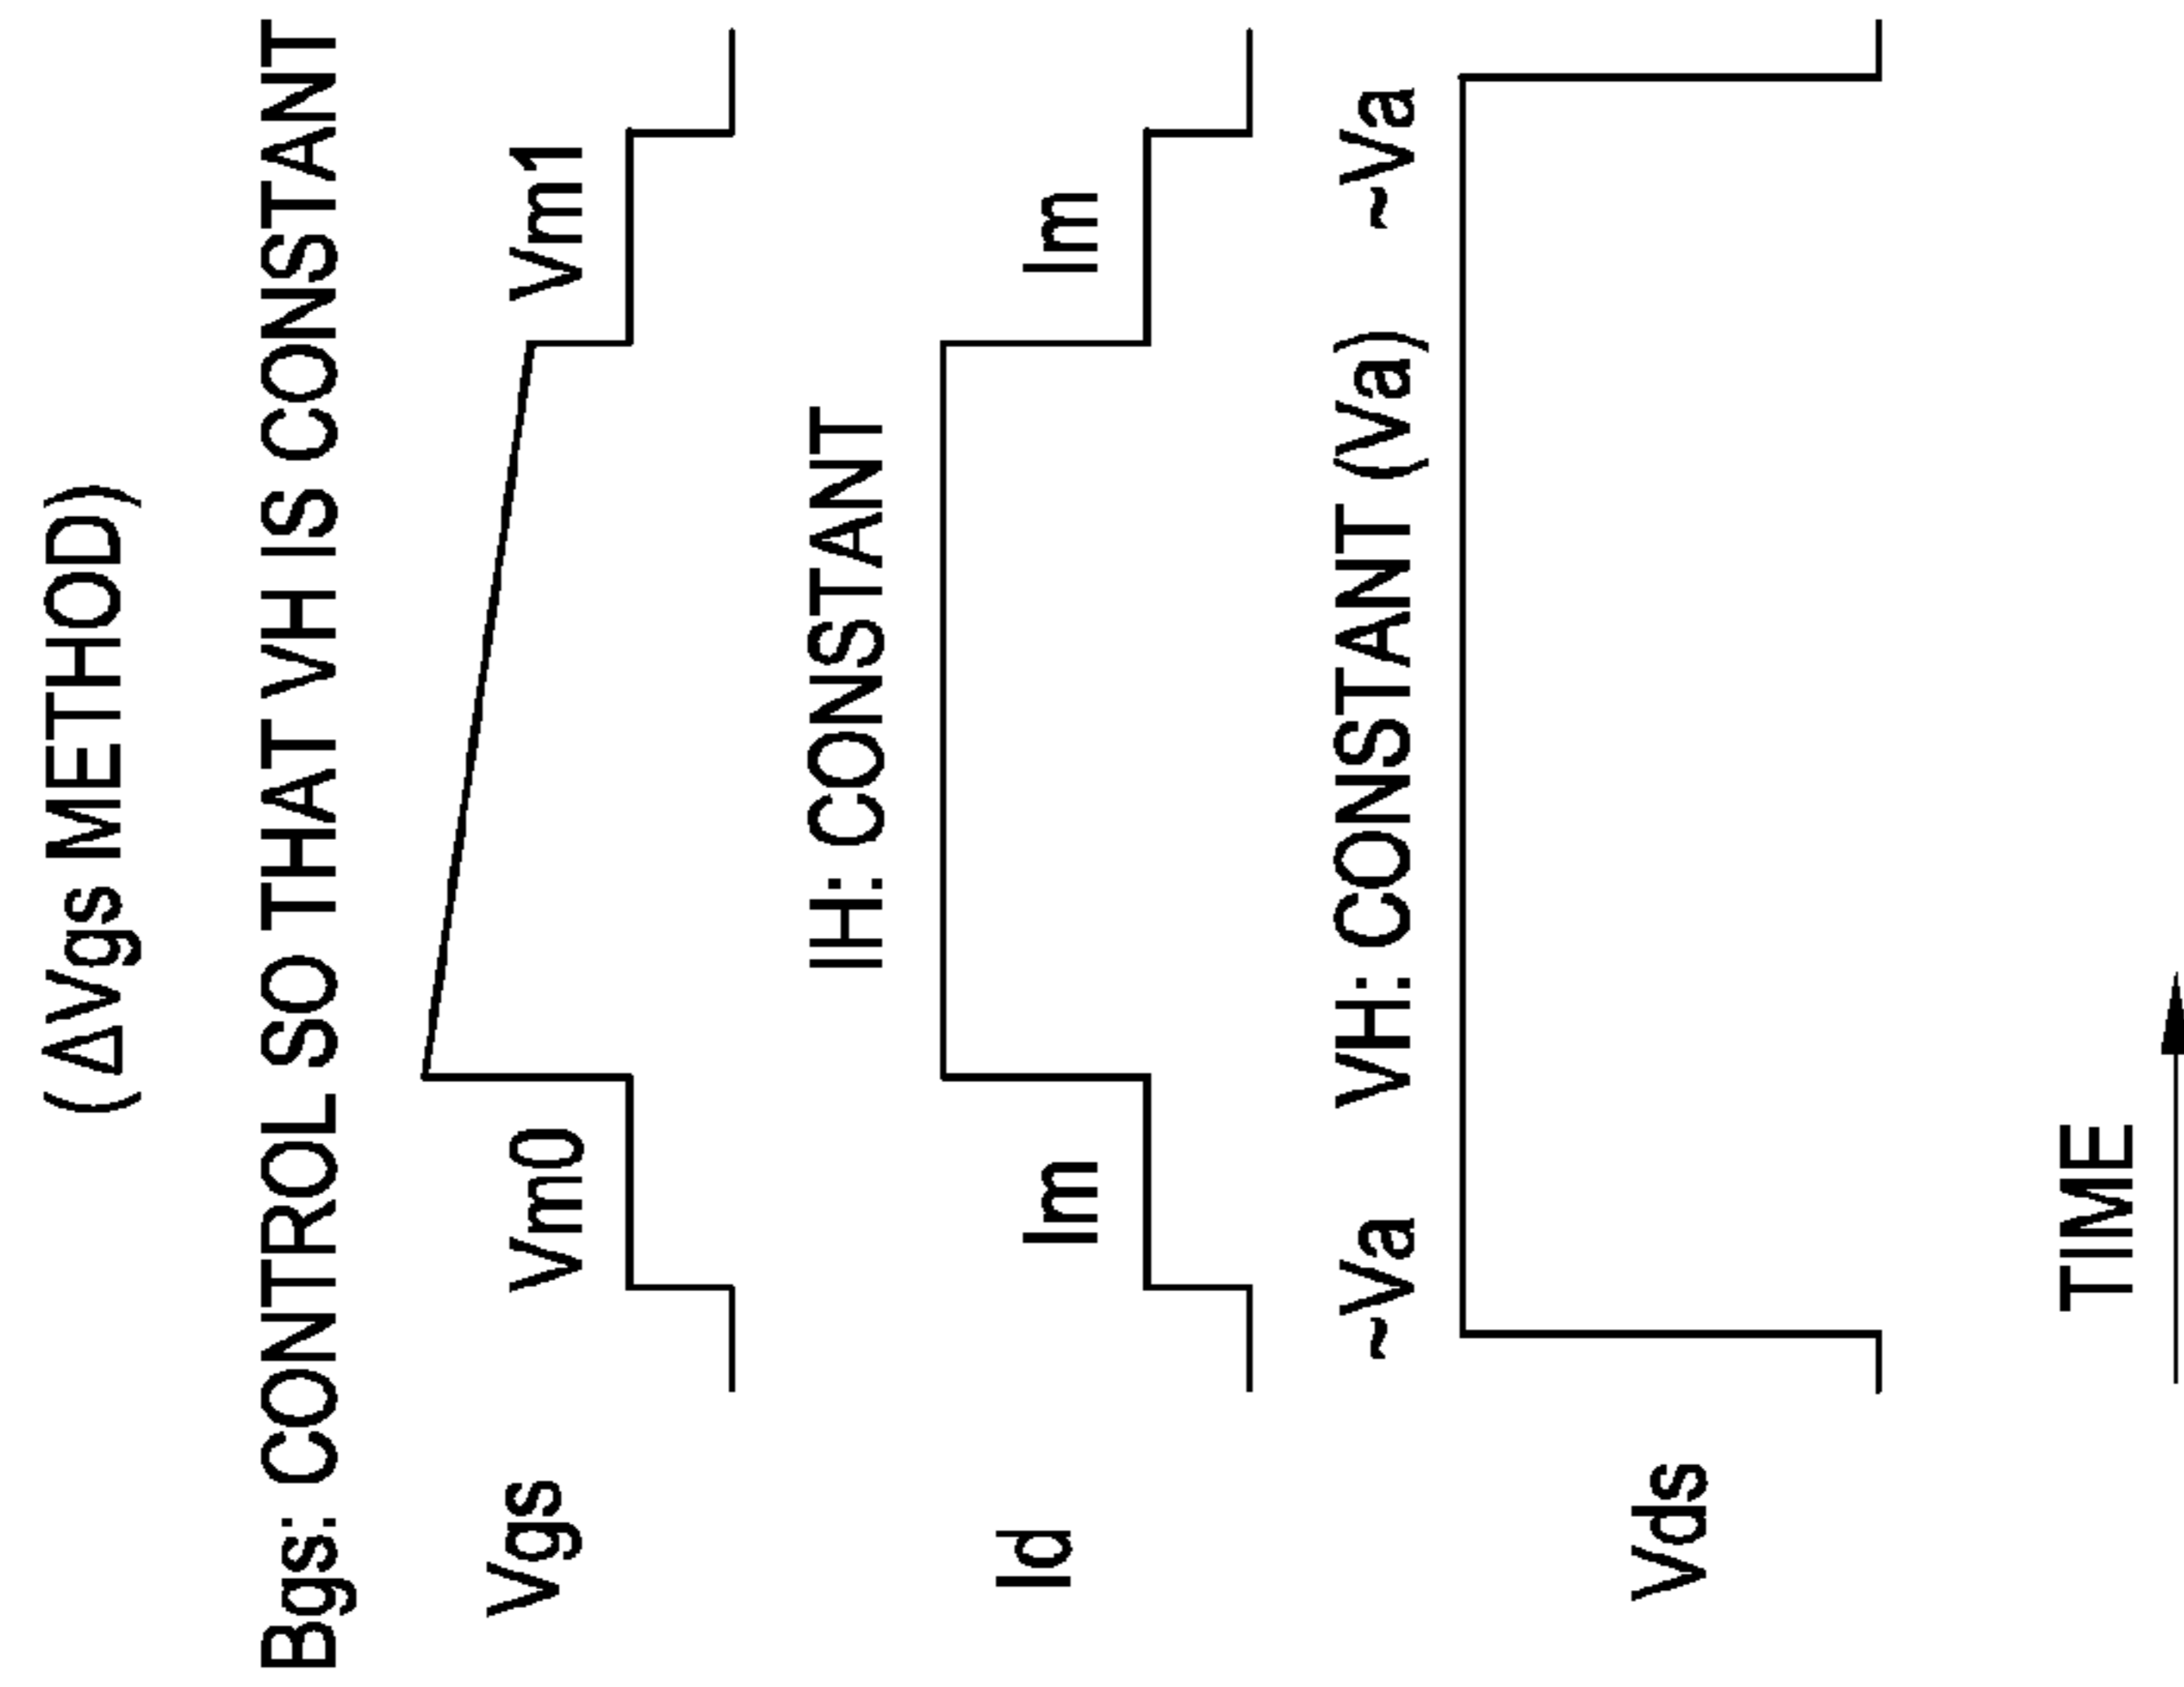 (ΔVgs METHOD)
Bgs: CONTROL SO THAT VH IS CONSTANT
Vgs
Vm0
Vm1
IH: CONSTANT
Id
Im
Im
~Va VH: CONSTANT (Va) ~Va
Vds
TIME